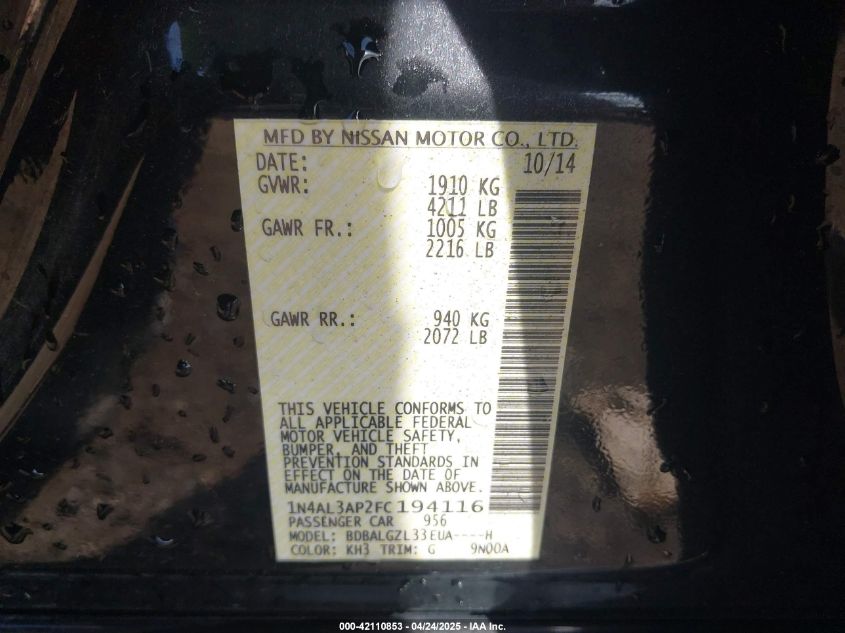 MFD BY NISSAN MOTOR CO., LTD.
DATE: 10/14
GVWR: 1910 KG
4211 LB
GAWR FR.: 1005 KG
2216 LB
GAWR RR.: 940 KG
2072 LB
THIS VEHICLE CONFORMS TO
ALL APPLICABLE FEDERAL
MOTOR VEHICLE SAFETY,
BUMPER, AND THEFT
PREVENTION STANDARDS IN
EFFECT ON THE DATE OF
MANUFACTURE SHOWN ABOVE.
1N4AL3AP2FC194116
PASSENGER CAR 956
MODEL: BDBALGZL33EUA----H
COLOR: KH3 TRIM: G 9N00A
000-42110853 - 04/24/2025 - IAA, Inc.